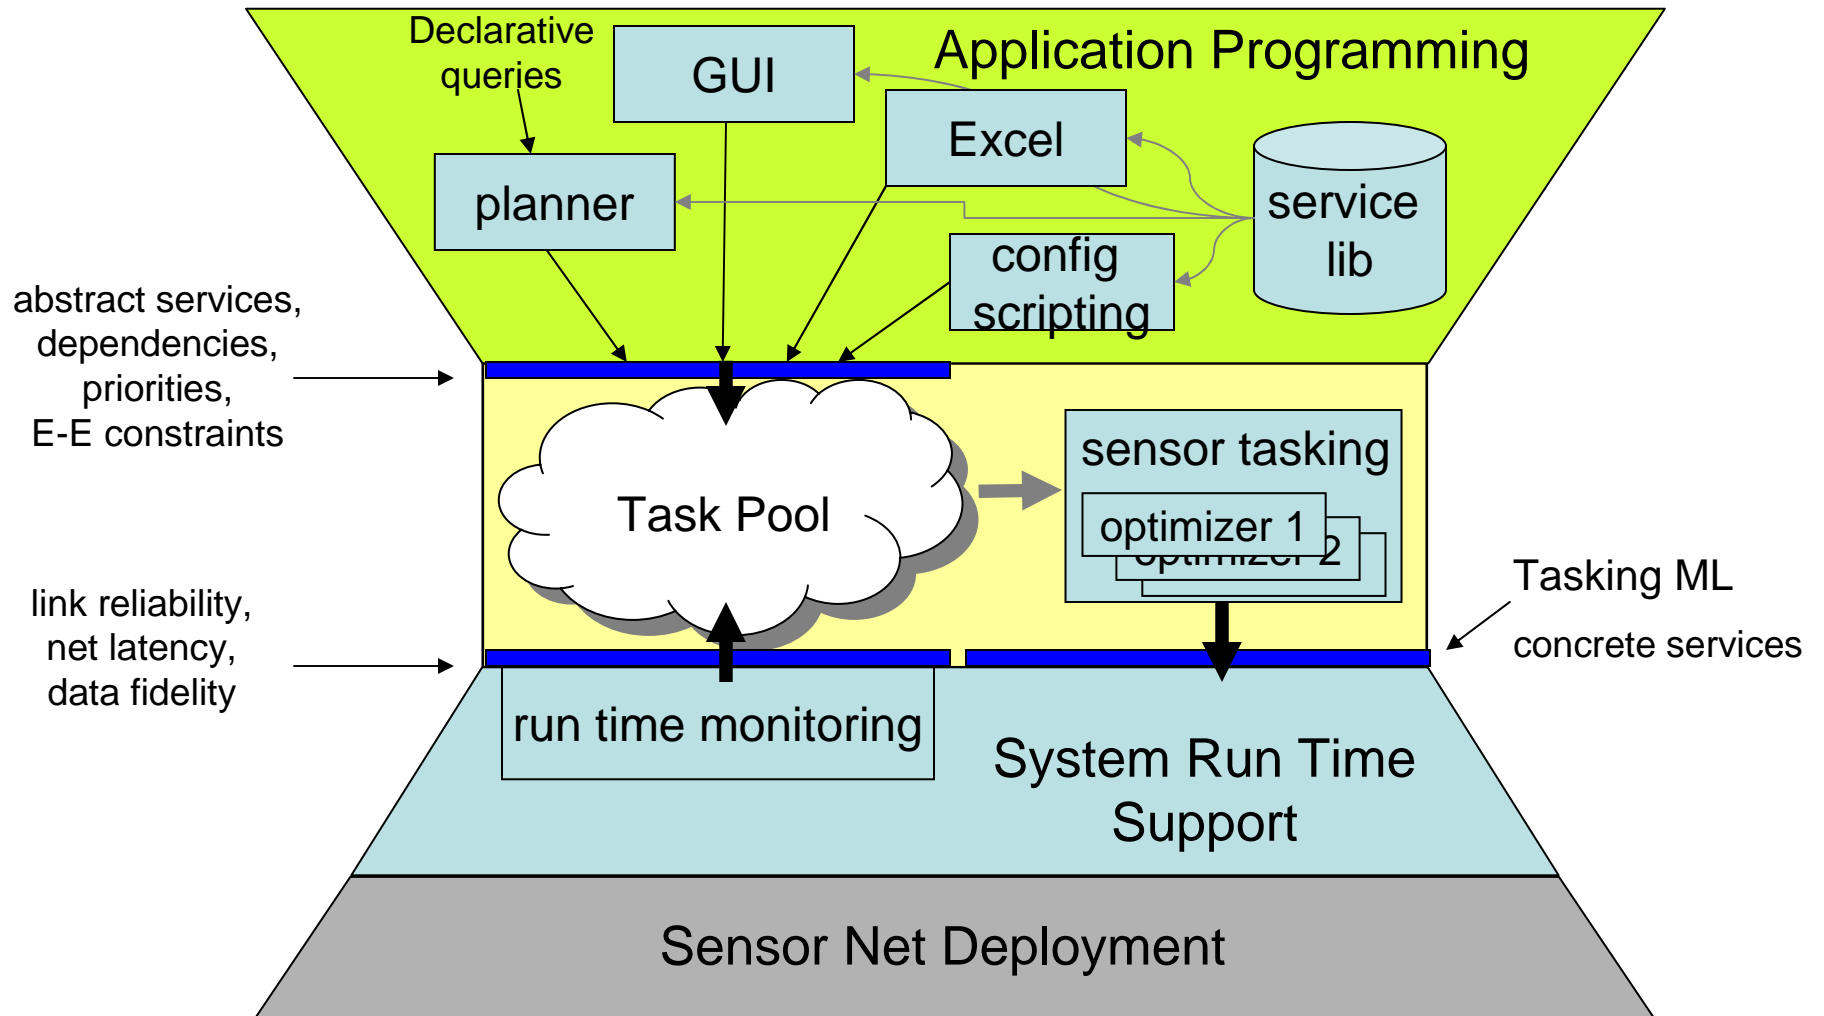 Declarative
queries
GUI
Application Programming
Excel
planner
service
lib
config
scripting
abstract services,
dependencies,
priorities,
E-E constraints
sensor tasking
optimizer 1
optimizer 2
Task Pool
link reliability,
net latency,
data fidelity
Tasking ML
concrete services
run time monitoring
System Run Time
Support
Sensor Net Deployment